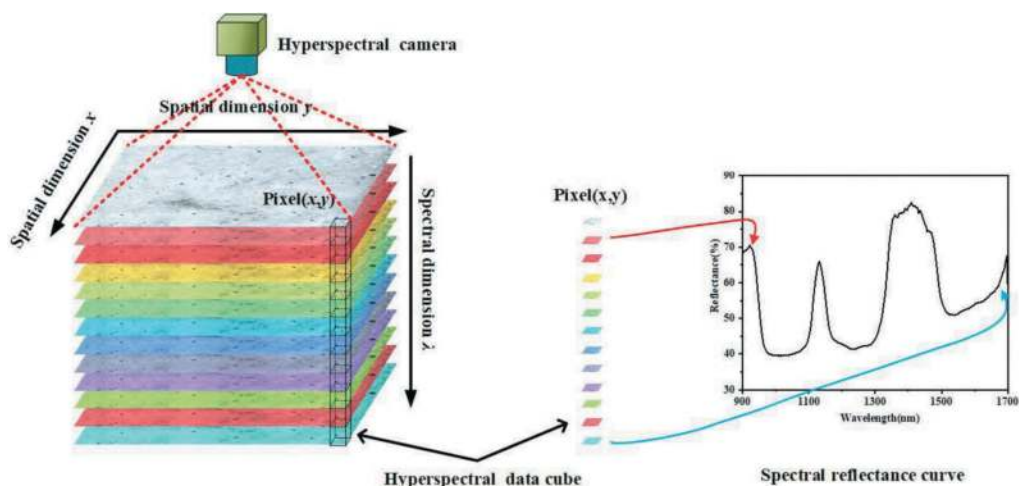 Hyperspectral camera
Spatial dimension y
Spatial dimension x
Pixel(x,y)
Spectral dimension λ
Hyperspectral data cube
Pixel(x,y)
90
80
70
60
50
40
30
Reflectance(%)
900
1100
1300
1500
1700
Wavelength(nm)
Spectral reflectance curve